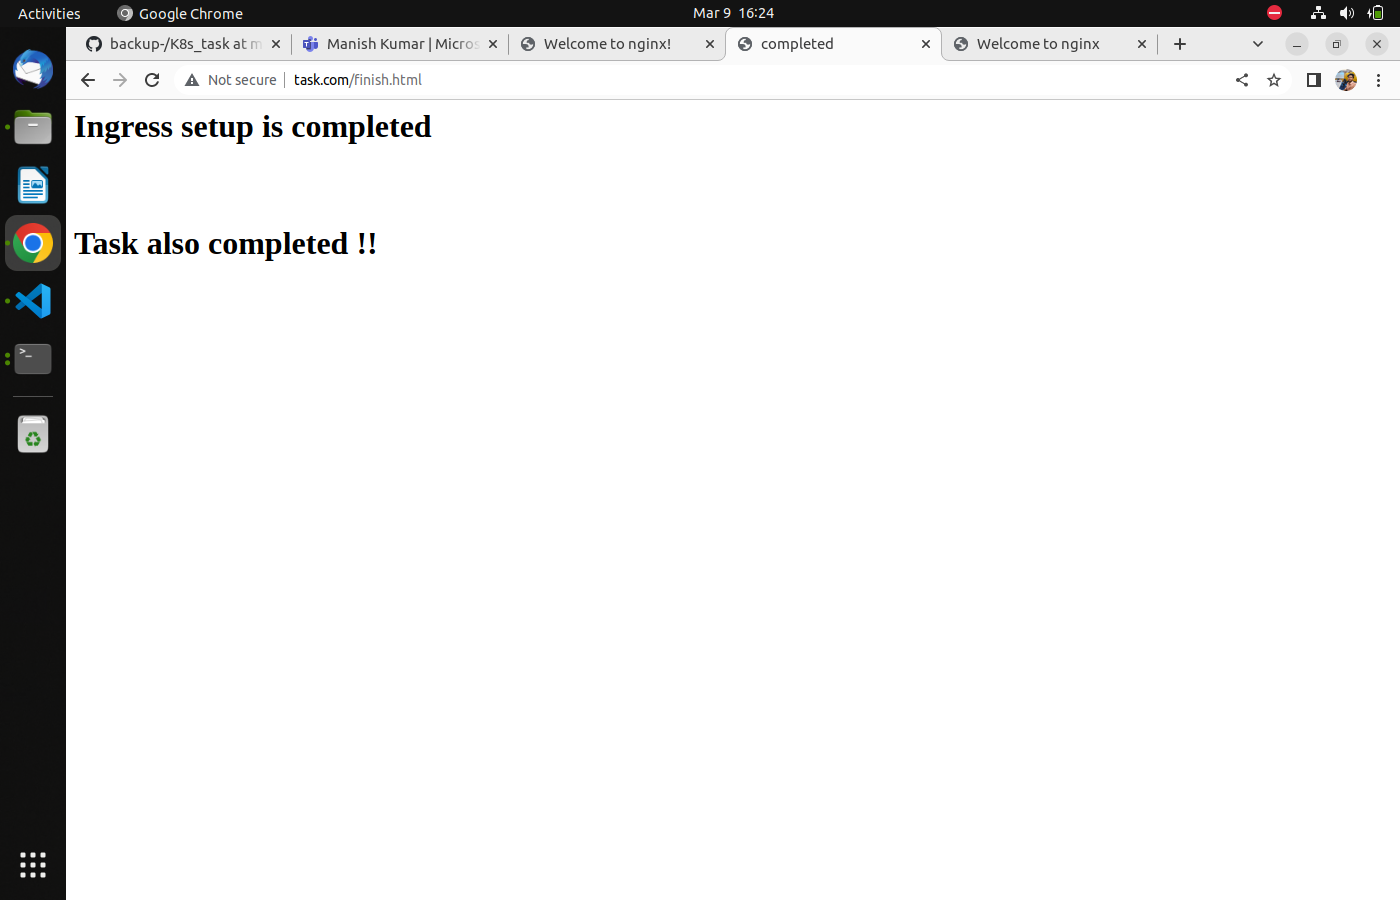 Activities
Google Chrome
Mar 9 16:24
backup-/K8s_task at m
Manish Kumar | Micros
Welcome to nginx!
completed
Welcome to nginx
Not secure
task.com/finish.html
Ingress setup is completed
Task also completed !!
>_